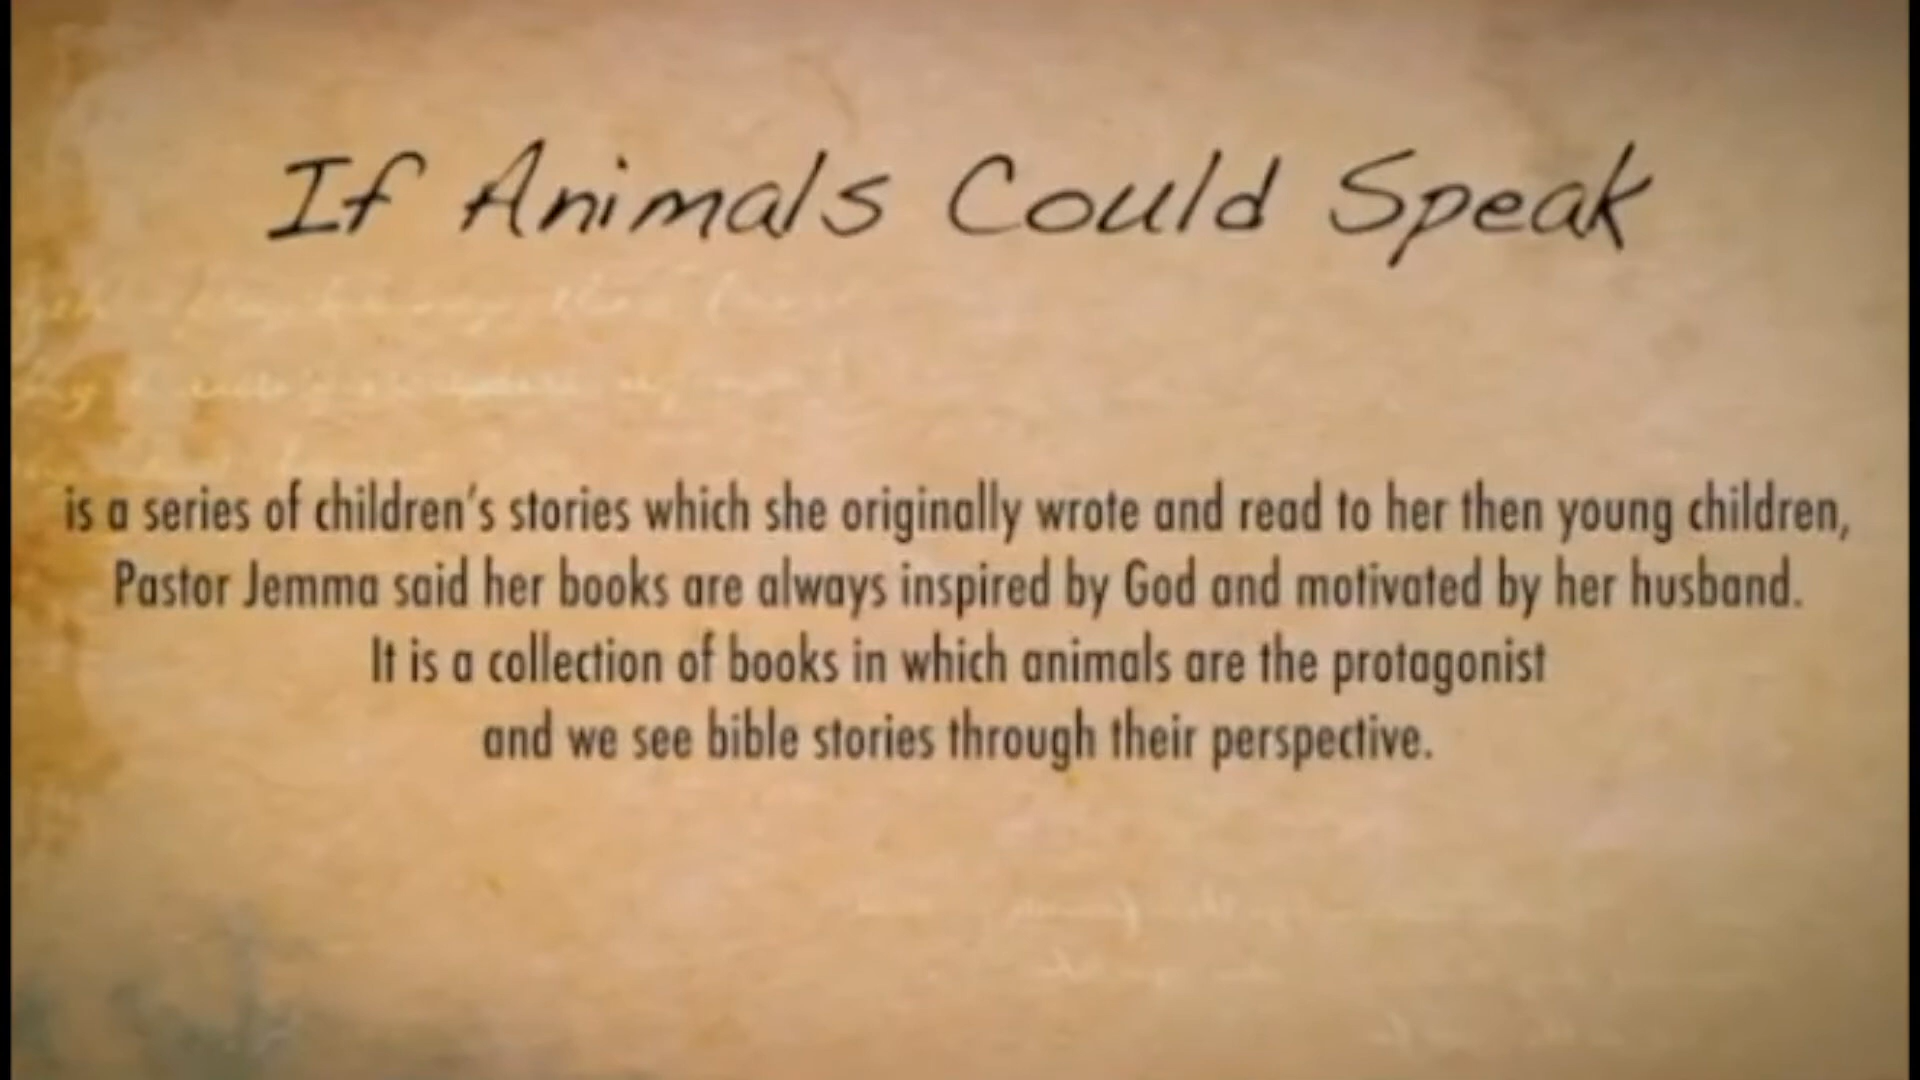 If Animals Could Speak
is a series of children's stories which she originally wrote and read to her then young children,
Pastor Jemma said her books are always inspired by God and motivated by her husband.
It is a collection of books in which animals are the protagonist
and we see bible stories through their perspective.